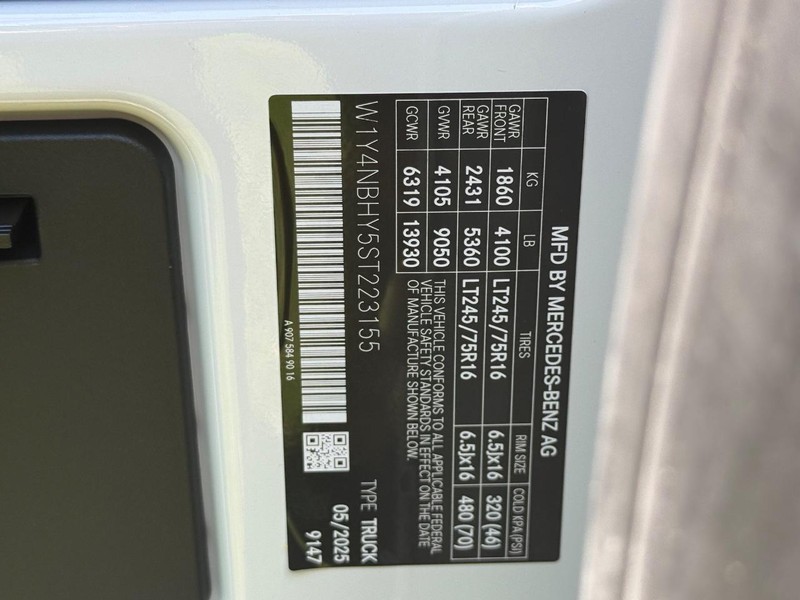 MFD BY MERCEDES-BENZ AG
KG LB TIRES RIM SIZE COLD KPA(PSI)
GAWR FRONT 1860 4100 LT245/75R16 6.5Jx16 320 (46)
GAWR REAR 2431 5360 LT245/75R16 6.5Jx16 480 (70)
GVWR 4105 9050
GCWR 6319 13930
THIS VEHICLE CONFORMS TO ALL APPLICABLE FEDERAL
VEHICLE SAFETY STANDARDS IN EFFECT ON THE DATE
OF MANUFACTURE SHOWN BELOW.
W1Y4NBHY5ST223155
TYPE TRUCK
05/2025
9147
A 907 584 90 16